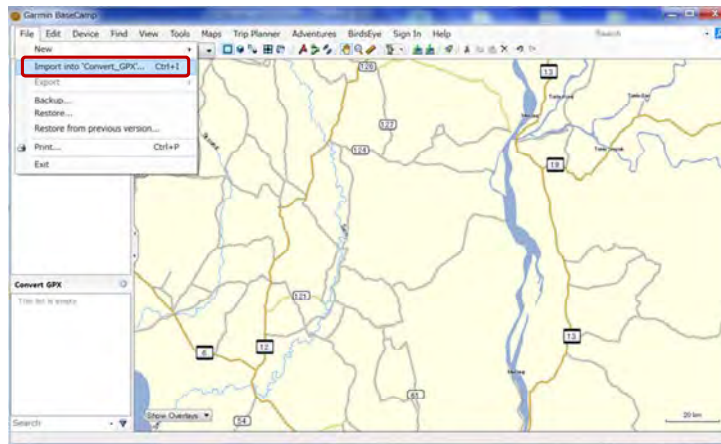 Garmin BaseCamp
File Edit Device Find View Tools Maps Trip Planner Adventures BirdsEye Sign In Help Search
New
Import into 'Convert_GPX'... Ctrl+I
Export
Backup...
Restore...
Restore from previous version...
Print... Ctrl+P
Exit
126
13
127
124
19
121
13
6
12
61
54
Convert GPX
This list is empty
Show Overlays
20 km
Search